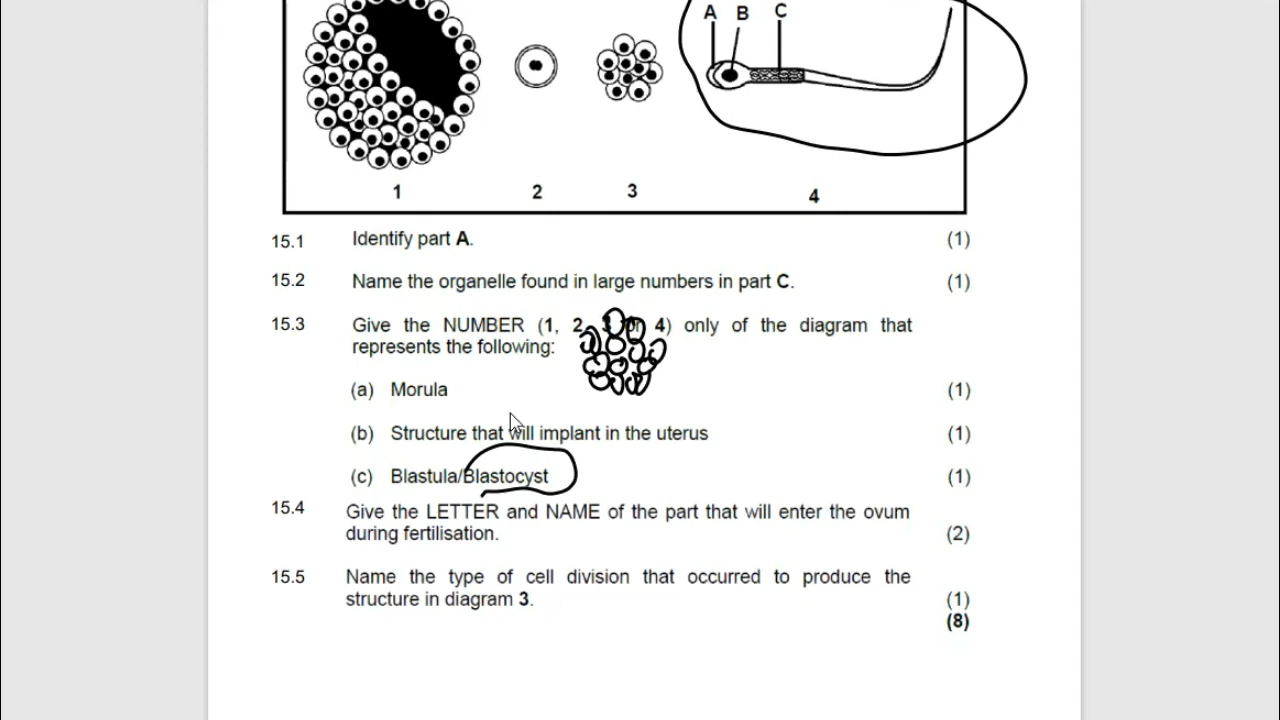 A B C
1 2 3 4
15.1 Identify part A. (1)
15.2 Name the organelle found in large numbers in part C. (1)
15.3 Give the NUMBER (1, 2, 3 or 4) only of the diagram that
represents the following:
(a) Morula (1)
(b) Structure that will implant in the uterus (1)
(c) Blastula/Blastocyst (1)
15.4 Give the LETTER and NAME of the part that will enter the ovum
during fertilisation. (2)
15.5 Name the type of cell division that occurred to produce the
structure in diagram 3. (1)
(8)